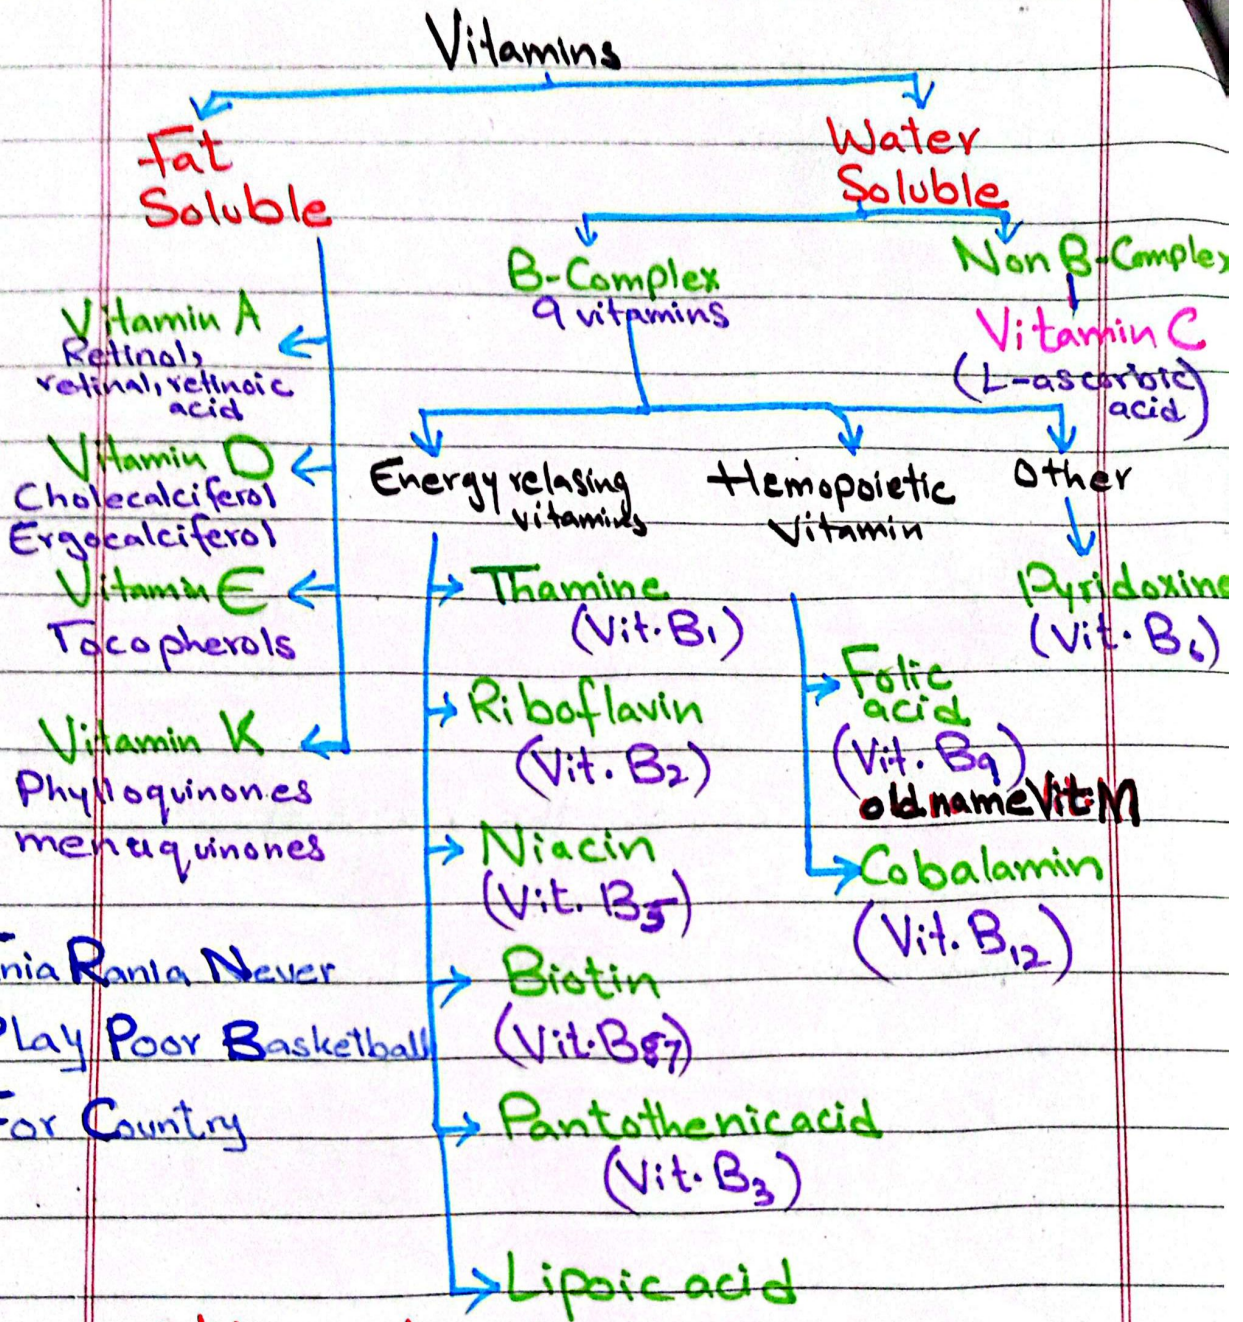 Vitamins
Fat
Soluble
Water
Soluble
B-Complex
9 vitamins
Non B-Complex
Vitamin C
(L-ascorbic
acid)
Vitamin A
Retinol,
retinal, retinoic
acid
Vitamin D
Cholecalciferol
Ergocalciferol
Vitamin E
Tocopherols
Vitamin K
Phylloquinones
menaquinones
Energy relasing
vitamins
Hemopoietic
Vitamin
Other
Thamine
(Vit. B1)
Riboflavin
(Vit. B2)
Niacin
(Vit. B5)
Biotin
(Vit. B87)
Pantothenic acid
(Vit. B3)
Lipoic acid
Folic
acid
(Vit. B9)
old name Vit M
Cobalamin
(Vit. B12)
Pyridoxine
(Vit. B6)
nia Rania Never
Play Poor Basketball
For Country